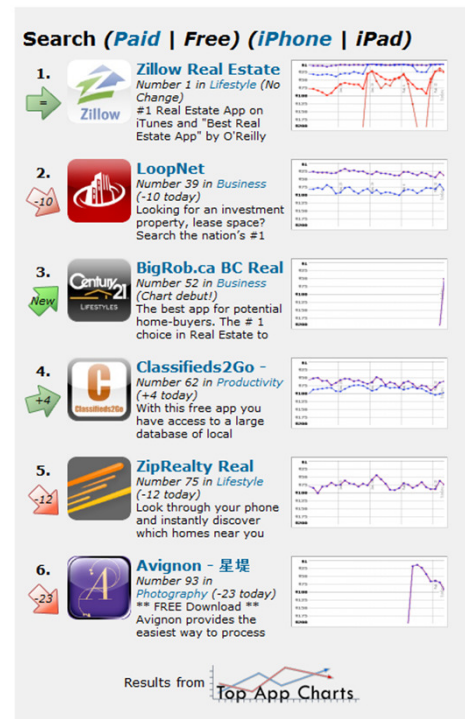 Search (Paid | Free) (iPhone | iPad)
1.
=
Zillow
Zillow Real Estate
Number 1 in Lifestyle (No
Change)
#1 Real Estate App on
iTunes and "Best Real
Estate App" by O'Reilly
2.
-10
LoopNet
Number 39 in Business
(-10 today)
Looking for an investment
property, lease space?
Search the nation's #1
3.
New
Century 21
LIFESTYLES
BigRob.ca BC Real
Number 52 in Business
(Chart debut!)
The best app for potential
home-buyers. The # 1
choice in Real Estate to
4.
+4
C
Classifieds2Go
Classifieds2Go -
Number 62 in Productivity
(+4 today)
With this free app you
have access to a large
database of local
5.
-12
ZipRealty Real
Number 75 in Lifestyle
(-12 today)
Look through your phone
and instantly discover
which homes near you
6.
-23
A
Avignon - 星堤
Number 93 in
Photography (-23 today)
** FREE Download **
Avignon provides the
easiest way to process
Results from Top App Charts